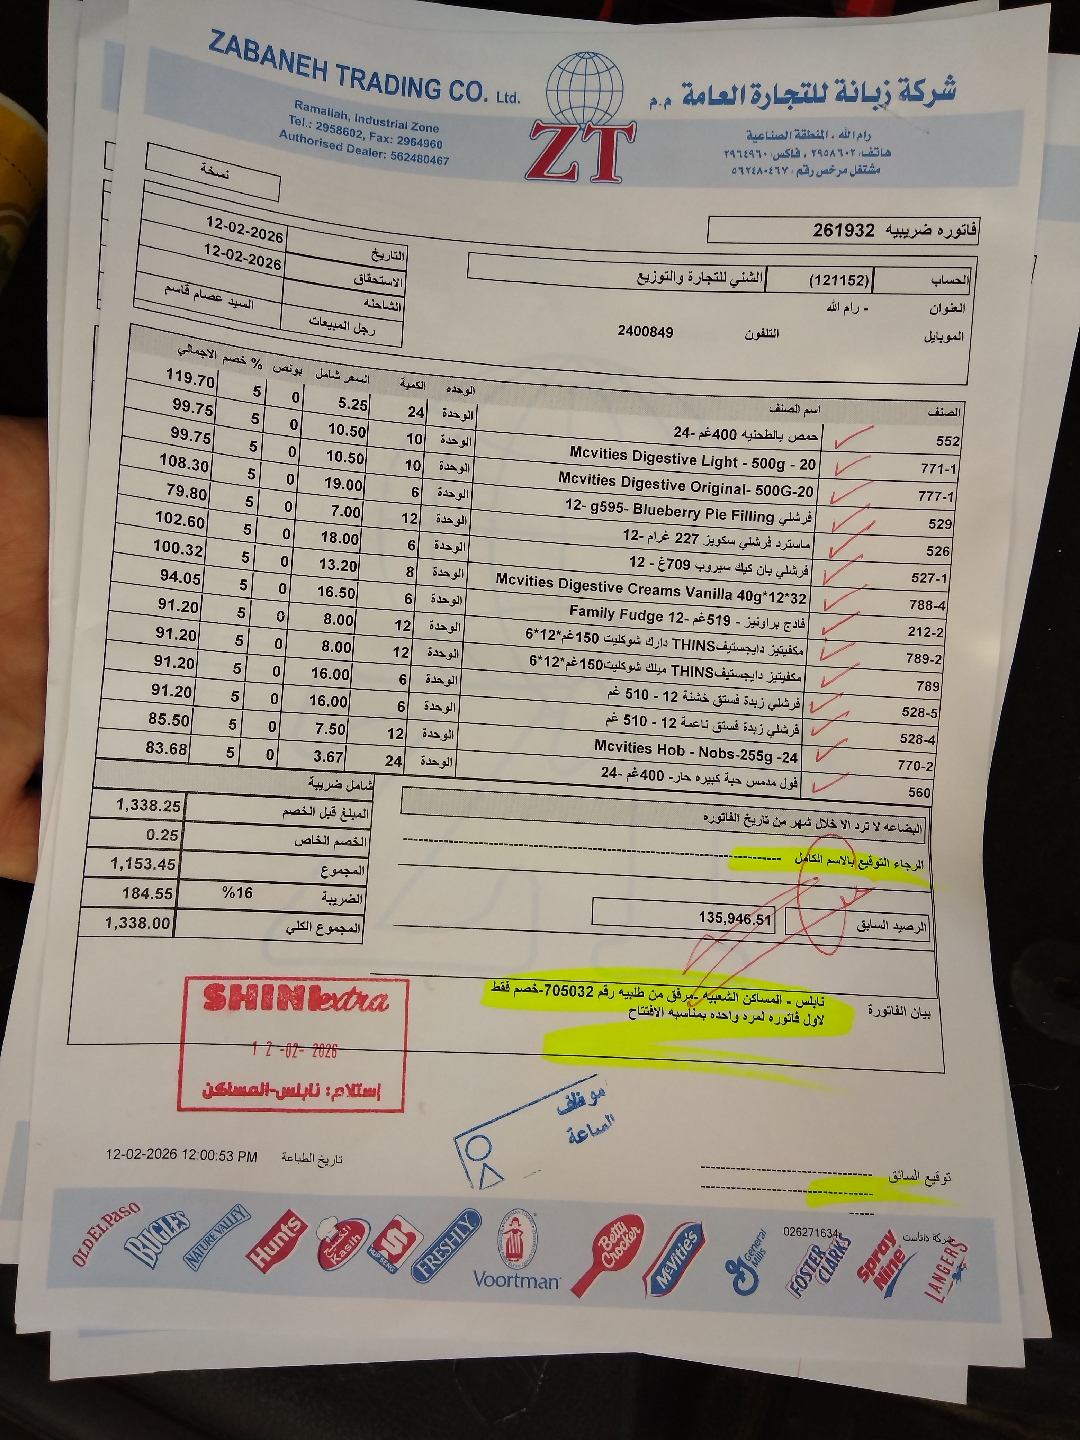 ZABANEH TRADING CO. Ltd.
Ramallah, Industrial Zone
Tel.: 2958602, Fax: 2964960
Authorised Dealer: 562480467
ZT
شركة زبانة للتجارة العامة م.م
رام الله ، المنطقة الصناعية
هاتف: ٢٩٥٨٦٠٢ ، فاكس: ٢٩٦٤٩٦٠
مشتغل مرخص رقم: ٥٦٢٤٨٠٤٦٧
نسخة
فاتوره ضريبيه 261932
التاريخ 12-02-2026
الاستحقاق 12-02-2026
الشاحنه
رجل المبيعات السيد عصام قاسم
الحساب (121152) الشني للتجارة والتوزيع
العنوان - رام الله
الموبايل التلفون 2400849
الصنف اسم الصنف الوحده الكمية السعر شامل بونص % خصم الاجمالي
552 حمص بالطحنيه 400غم -24 الوحدة 24 5.25 0 5 119.70
771-1 Mcvities Digestive Light - 500g - 20 الوحدة 10 10.50 0 5 99.75
777-1 Mcvities Digestive Original- 500G-20 الوحدة 10 10.50 0 5 99.75
529 فرشلي g595- Blueberry Pie Filling -12 الوحدة 6 19.00 0 5 108.30
526 ماسترد فرشلي سكويز 227 غرام -12 الوحدة 12 7.00 0 5 79.80
527-1 فرشلي بان كيك سيروب 709غ - 12 الوحدة 6 18.00 0 5 102.60
788-4 Mcvities Digestive Creams Vanilla 40g*12*32 الوحدة 8 13.20 0 5 100.32
212-2 فادج براونيز - 519غم -12 Family Fudge الوحدة 6 16.50 0 5 94.05
789-2 مكفيتيز دايجستيفTHINS دارك شوكليت 150غم*12*6 الوحدة 12 8.00 0 5 91.20
789 مكفيتيز دايجستيفTHINS ميلك شوكليت150غم*12*6 الوحدة 12 8.00 0 5 91.20
528-5 فرشلي زبدة فستق خشنة 12 - 510 غم الوحدة 6 16.00 0 5 91.20
528-4 فرشلي زبدة فستق ناعمة 12 - 510 غم الوحدة 6 16.00 0 5 91.20
770-2 Mcvities Hob - Nobs-255g -24 الوحدة 12 7.50 0 5 85.50
560 فول مدمس حبة كبيره حار- 400غم -24 الوحدة 24 3.67 0 5 83.68
شامل ضريبة
المبلغ قبل الخصم 1,338.25
الخصم الخاص 0.25
المجموع 1,153.45
الضريبة %16 184.55
المجموع الكلي 1,338.00
البضاعه لا ترد الا خلال شهر من تاريخ الفاتوره
الرجاء التوقيع بالاسم الكامل
الرصيد السابق 135,946.51
بيان الفاتورة نابلس - المساكن الشعبيه -مرفق من طلبيه رقم 705032-خصم فقط
لاول فاتوره لمره واحده بمناسبه الافتتاح
SHINI extra
12-02-2026
إستلام: نابلس-المساكن
موظف
تاريخ الطباعة 12-02-2026 12:00:53 PM
توقيع السائق
026271634
OLD EL PASO
BUGLES
NATURE VALLEY
Hunts
Kasih
FRESHLY
Voortman
Betty Crocker
McVities
General Mills
FOSTER CLARKS
Spray Nine
LANGERS